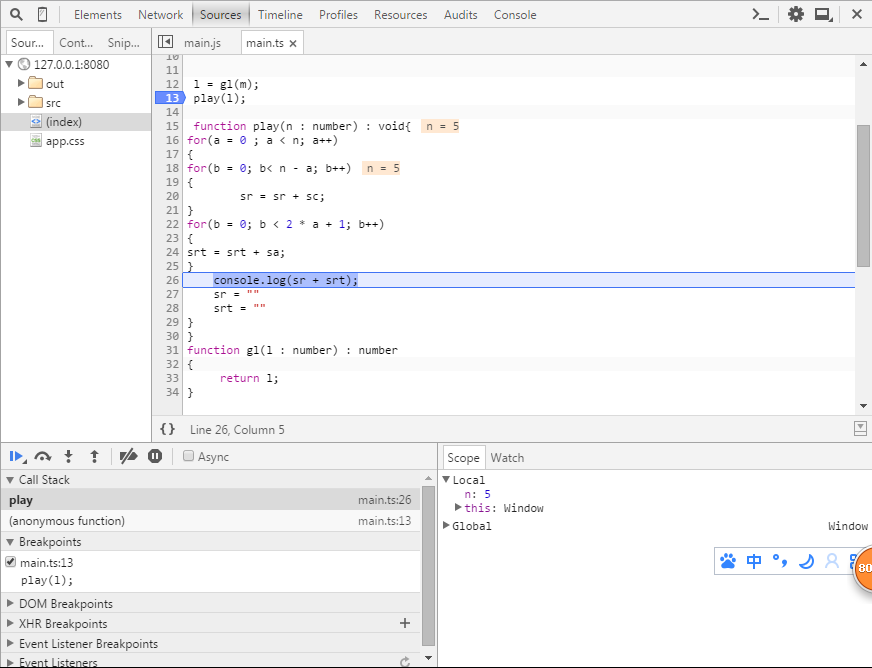 Elements Network Sources Timeline Profiles Resources Audits Console
Sour... Cont... Snip... main.js main.ts ×
127.0.0.1:8080
out
src
(index)
app.css
10
11
12 l = gl(m);
13 play(l);
14
15 function play(n : number) : void{ n = 5
16 for(a = 0 ; a < n; a++)
17 {
18 for(b = 0; b< n - a; b++) n = 5
19 {
20 sr = sr + sc;
21 }
22 for(b = 0; b < 2 * a + 1; b++)
23 {
24 srt = srt + sa;
25 }
26 console.log(sr + srt);
27 sr = ""
28 srt = ""
29 }
30 }
31 function gl(l : number) : number
32 {
33 return l;
34 }
{} Line 26, Column 5
Async
Call Stack
play main.ts:26
(anonymous function) main.ts:13
Breakpoints
main.ts:13
play(l);
DOM Breakpoints
XHR Breakpoints +
Event Listener Breakpoints
Event Listeners
Scope Watch
Local
n: 5
this: Window
Global Window
中
80